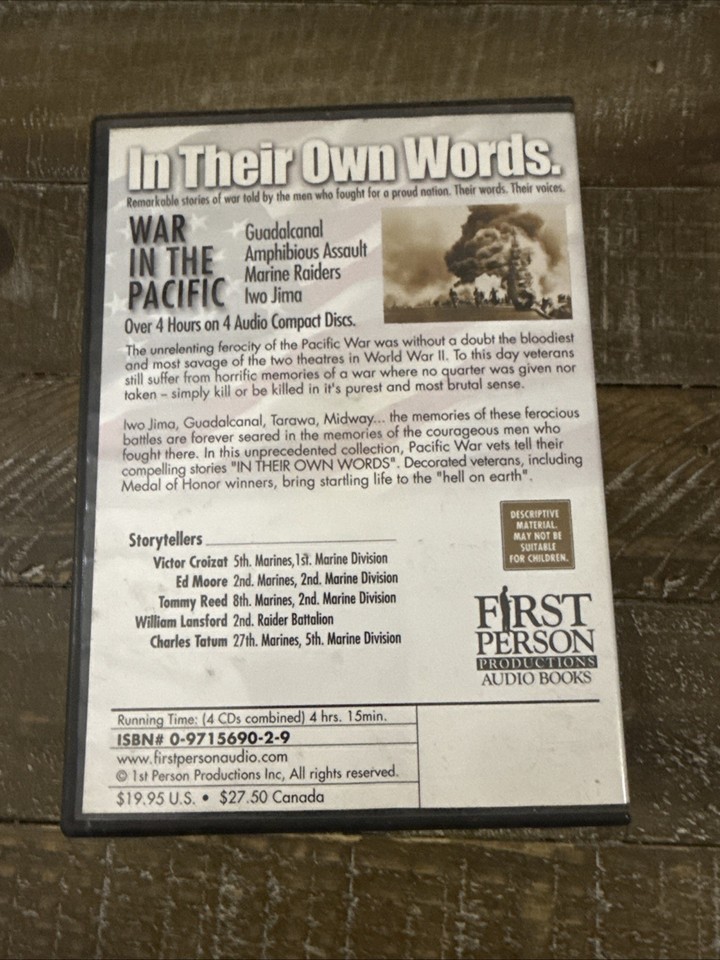 In Their Own Words.
Remarkable stories of war told by the men who fought for a proud nation. Their words. Their voices.
WAR
IN THE
PACIFIC
Guadalcanal
Amphibious Assault
Marine Raiders
Iwo Jima
Over 4 Hours on 4 Audio Compact Discs.
The unrelenting ferocity of the Pacific War was without a doubt the bloodiest
and most savage of the two theatres in World War II. To this day veterans
still suffer from horrific memories of a war where no quarter was given nor
taken – simply kill or be killed in it's purest and most brutal sense.
Iwo Jima, Guadalcanal, Tarawa, Midway... the memories of these ferocious
battles are forever seared in the memories of the courageous men who
fought there. In this unprecedented collection, Pacific War vets tell their
compelling stories "IN THEIR OWN WORDS". Decorated veterans, including
Medal of Honor winners, bring startling life to the "hell on earth".
DESCRIPTIVE
MATERIAL.
MAY NOT BE
SUITABLE
FOR CHILDREN.
Storytellers
Victor Croizat 5th. Marines,1st. Marine Division
Ed Moore 2nd. Marines, 2nd. Marine Division
Tommy Reed 8th. Marines, 2nd. Marine Division
William Lansford 2nd. Raider Battalion
Charles Tatum 27th. Marines, 5th. Marine Division
FIRST
PERSON
PRODUCTIONS
AUDIO BOOKS
Running Time: (4 CDs combined) 4 hrs. 15min.
ISBN# 0-9715690-2-9
www.firstpersonaudio.com
© 1st Person Productions Inc, All rights reserved.
$19.95 U.S. • $27.50 Canada